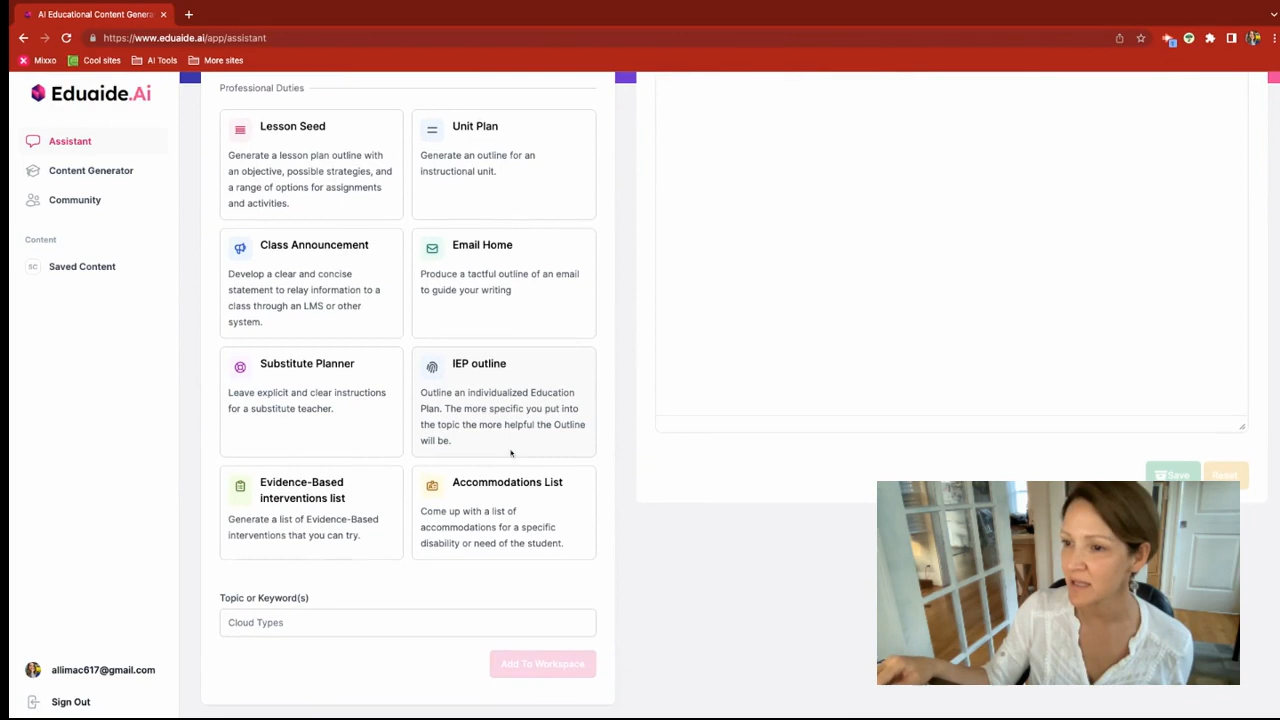 AI Educational Content Genera
https://www.eduaide.ai/app/assistant
Mixxo
Cool sites
AI Tools
More sites
Eduaide.Ai
Assistant
Content Generator
Community
Content
SC
Saved Content
allimac617@gmail.com
Sign Out
Professional Duties
Lesson Seed
Generate a lesson plan outline with
an objective, possible strategies, and
a range of options for assignments
and activities.
Unit Plan
Generate an outline for an
instructional unit.
Class Announcement
Develop a clear and concise
statement to relay information to a
class through an LMS or other
system.
Email Home
Produce a tactful outline of an email
to guide your writing
Substitute Planner
Leave explicit and clear instructions
for a substitute teacher.
IEP outline
Outline an individualized Education
Plan. The more specific you put into
the topic the more helpful the Outline
will be.
Evidence-Based
interventions list
Generate a list of Evidence-Based
interventions that you can try.
Accommodations List
Come up with a list of
accommodations for a specific
disability or need of the student.
Topic or Keyword(s)
Cloud Types
Add To Workspace
Save
Reset